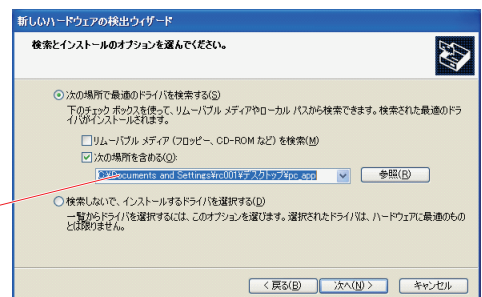 新しいハードウェアの検出ウィザード
検索とインストールのオプションを選んでください。
次の場所で最適のドライバを検索する(S)
下のチェック ボックスを使って、リムーバブル メディアやローカル パスから検索できます。検索された最適のドラ
イバがインストールされます。
リムーバブル メディア (フロッピー、CD-ROM など) を検索(M)
次の場所を含める(O):
C:¥Documents and Settings¥rc001¥デスクトップ¥pc_app
参照(R)
検索しないで、インストールするドライバを選択する(D)
一覧からドライバを選択するには、このオプションを選びます。選択されたドライバは、ハードウェアに最適のもの
とは限りません。
< 戻る(B)
次へ(N) >
キャンセル